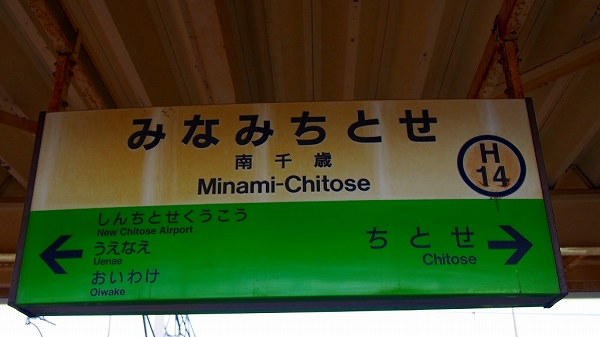 みなみちとせ
南千歳
Minami-Chitose
H
14
しんちとせくうこう
New Chitose Airport
うえなえ
Uenae
おいわけ
Oiwake
ちとせ
Chitose